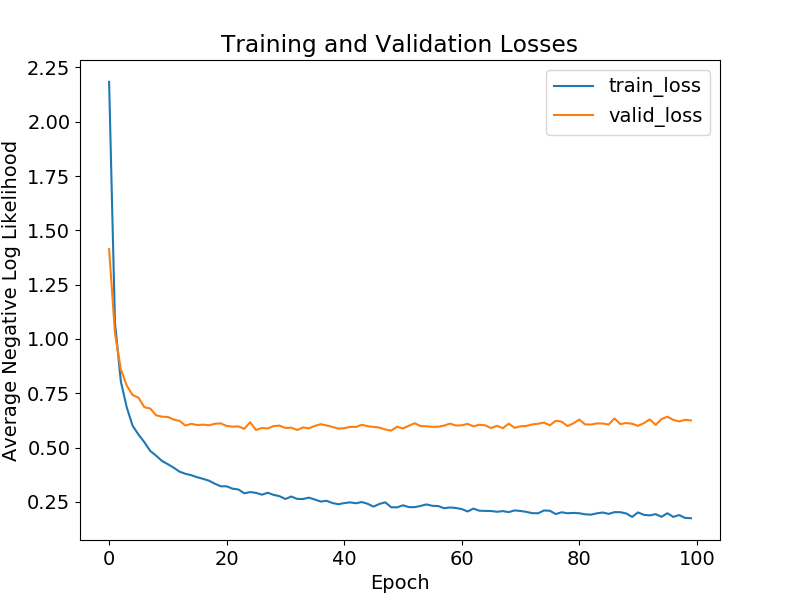 Training and Validation Losses
2.25
2.00
1.75
1.50
1.25
1.00
0.75
0.50
0.25
Average Negative Log Likelihood
train_loss
valid_loss
0 20 40 60 80 100
Epoch